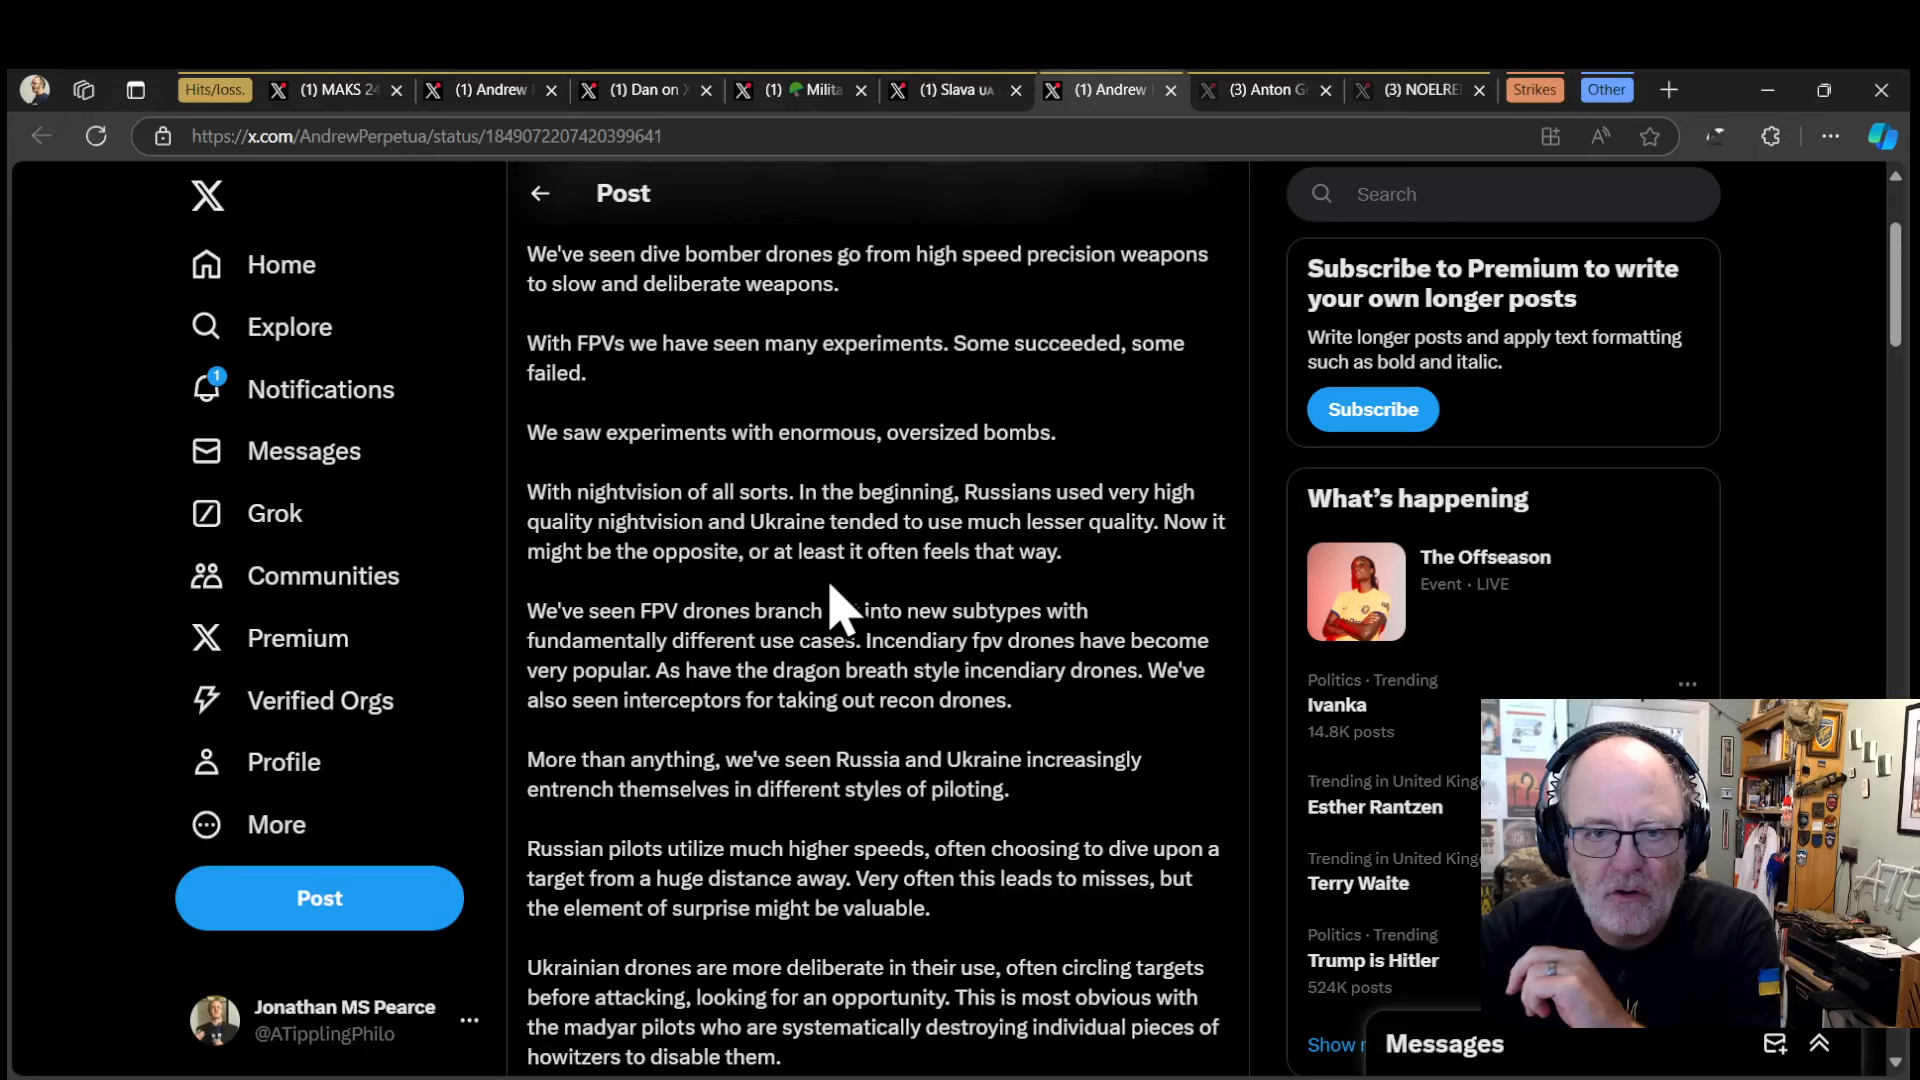 Hits/loss.
(1) MAKS 24
(1) Andrew
(1) Dan on
(1) Milita
(1) Slava UA
(1) Andrew
(3) Anton G
(3) NOELRE
Strikes
Other
https://x.com/AndrewPerpetua/status/1849072207420399641
Home
Explore
1
Notifications
Messages
Grok
Communities
Premium
Verified Orgs
Profile
More
Post
Jonathan MS Pearce
@ATipplingPhilo
Post
We've seen dive bomber drones go from high speed precision weapons
to slow and deliberate weapons.
With FPVs we have seen many experiments. Some succeeded, some
failed.
We saw experiments with enormous, oversized bombs.
With nightvision of all sorts. In the beginning, Russians used very high
quality nightvision and Ukraine tended to use much lesser quality. Now it
might be the opposite, or at least it often feels that way.
We've seen FPV drones branch into new subtypes with
fundamentally different use cases. Incendiary fpv drones have become
very popular. As have the dragon breath style incendiary drones. We've
also seen interceptors for taking out recon drones.
More than anything, we've seen Russia and Ukraine increasingly
entrench themselves in different styles of piloting.
Russian pilots utilize much higher speeds, often choosing to dive upon a
target from a huge distance away. Very often this leads to misses, but
the element of surprise might be valuable.
Ukrainian drones are more deliberate in their use, often circling targets
before attacking, looking for an opportunity. This is most obvious with
the madyar pilots who are systematically destroying individual pieces of
howitzers to disable them.
Search
Subscribe to Premium to write
your own longer posts
Write longer posts and apply text formatting
such as bold and italic.
Subscribe
What's happening
The Offseason
Event · LIVE
Politics · Trending
Ivanka
14.8K posts
Trending in United King
Esther Rantzen
Trending in United King
Terry Waite
Politics · Trending
Trump is Hitler
524K posts
Show
Messages